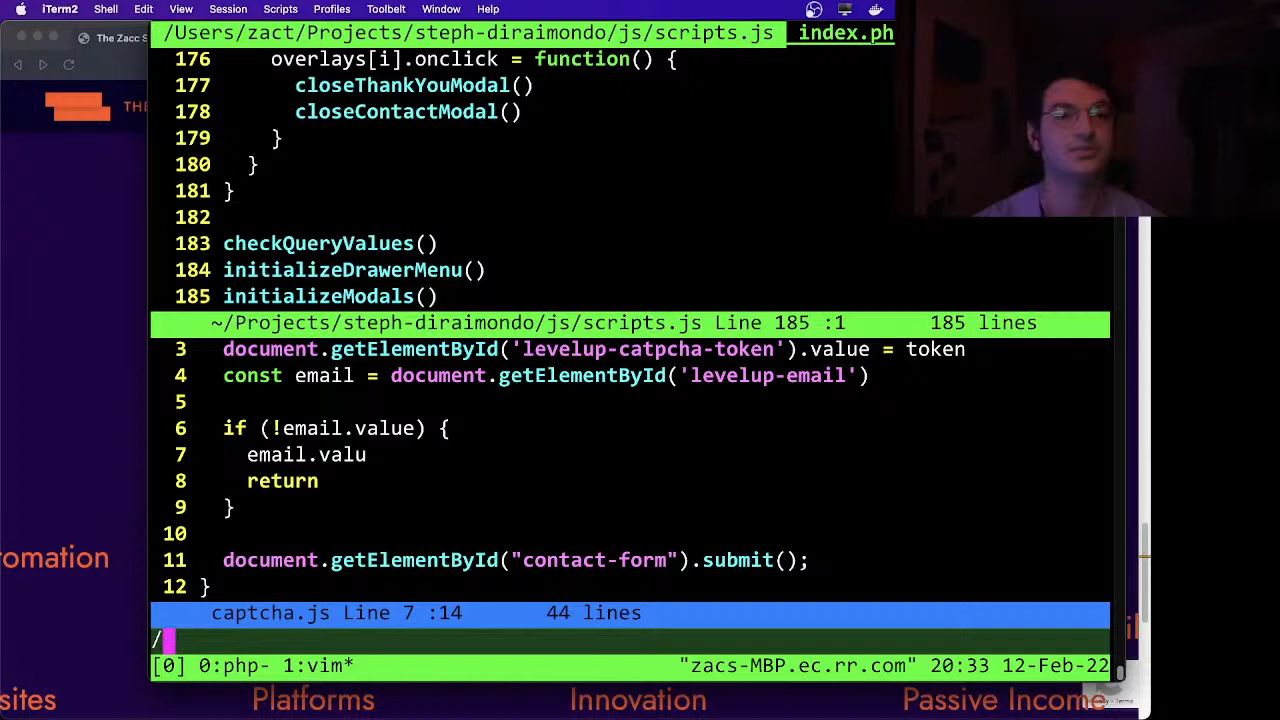 iTerm2 Shell Edit View Session Scripts Profiles Toolbelt Window Help
The Zacc S
/Users/zact/Projects/steph-diraimondo/js/scripts.js index.ph
THE
176 overlays[i].onclick = function() {
177 closeThankYouModal()
178 closeContactModal()
179 }
180 }
181 }
182
183 checkQueryValues()
184 initializeDrawerMenu()
185 initializeModals()
~/Projects/steph-diraimondo/js/scripts.js Line 185 :1 185 lines
3 document.getElementById('levelup-catpcha-token').value = token
4 const email = document.getElementById('levelup-email')
5
6 if (!email.value) {
7 email.valu
8 return
9 }
10
11 document.getElementById("contact-form").submit();
12 }
omation
captcha.js Line 7 :14 44 lines
il
/
[0] 0:php- 1:vim* "zacs-MBP.ec.rr.com" 20:33 12-Feb-22
sites Platforms Innovation Passive Income